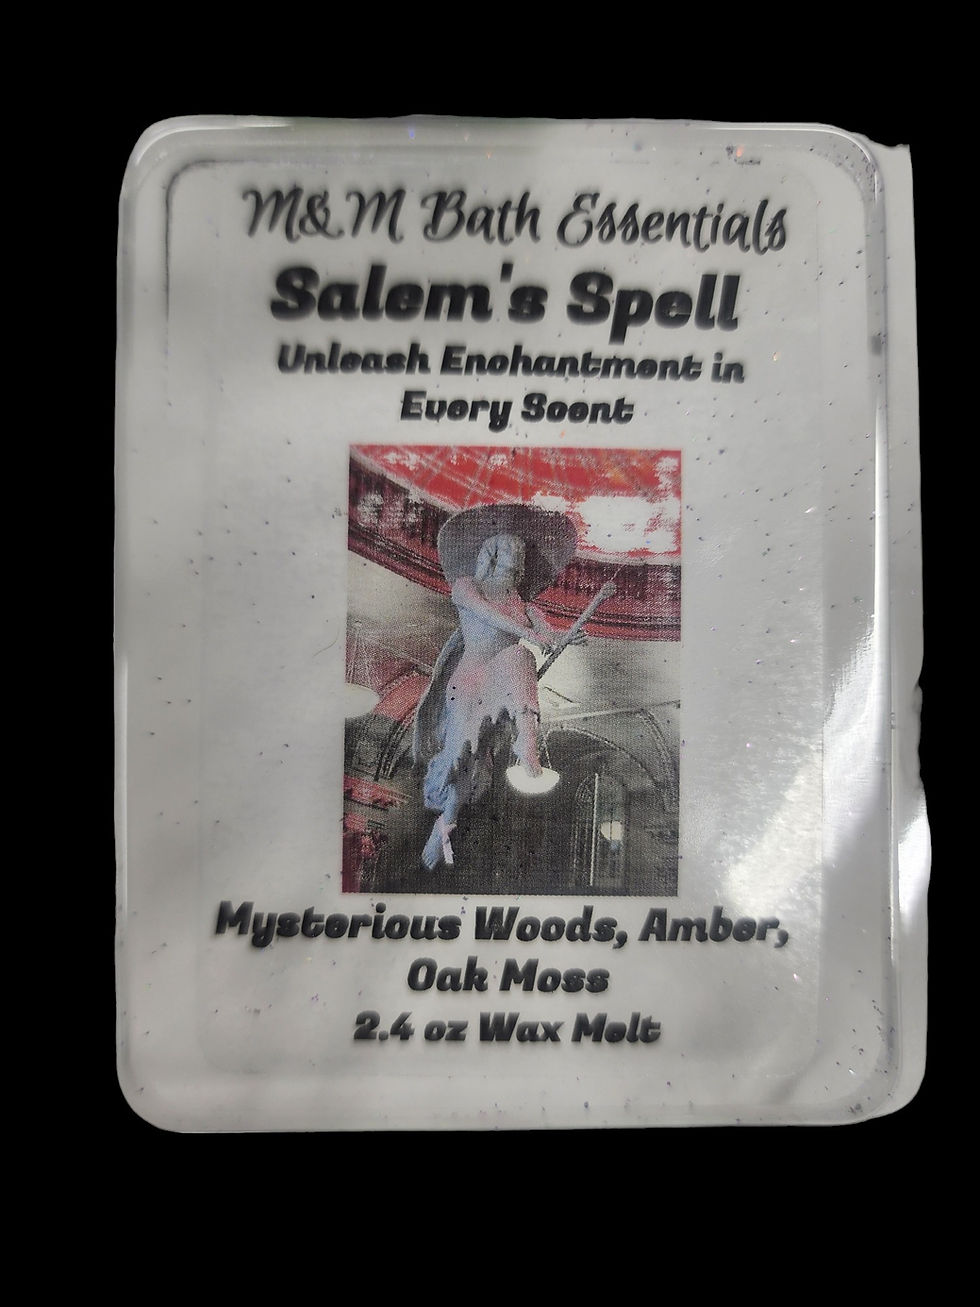 M&M Bath Essentials
Salem's Spell
Unleash Enchantment in
Every Scent
Mysterious Woods, Amber,
Oak Moss
2.4 oz Wax Melt